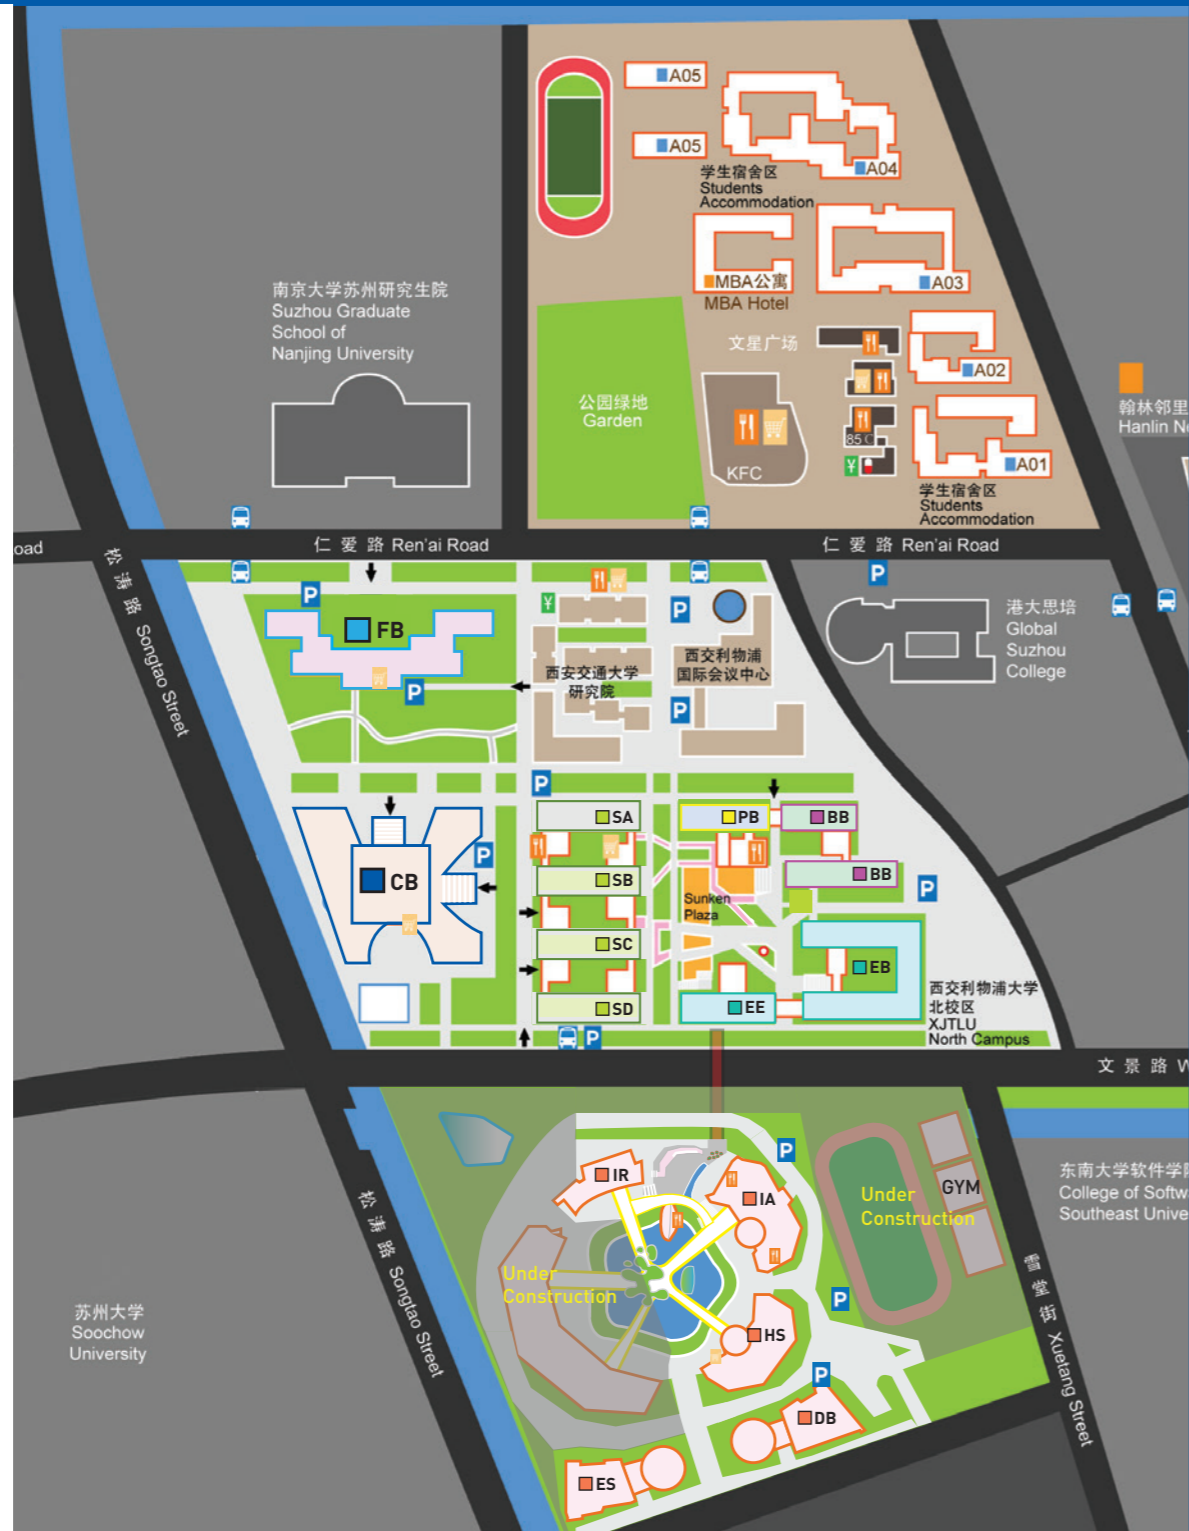 A05
A05
A04
学生宿舍区
Students
Accommodation
MBA公寓
MBA Hotel
A03
南京大学苏州研究生院
Suzhou Graduate
School of
Nanjing University
文星广场
A02
公园绿地
Garden
翰林邻里
Hanlin
85
KFC
¥
A01
学生宿舍区
Students
Accommodation
oad
仁爱路 Ren'ai Road
仁爱路 Ren'ai Road
松涛路 Songtao Street
P
P
¥
P
港大思培
Global
Suzhou
College
FB
P
西安交通大学
研究院
西交利物浦
国际会议中心
P
P
SA
PB
BB
P
CB
SB
BB
P
Sunken
Plaza
SC
EB
西交利物浦大学
北校区
XJTLU
North Campus
SD
EE
P
文景路 W
P
东南大学软件学
College of Softw
Southeast Unive
IR
IA
GYM
Under
Construction
松涛路 Songtao Street
Under
Construction
P
雪堂街 Xuetang Street
苏州大学
Soochow
University
HS
P
DB
ES